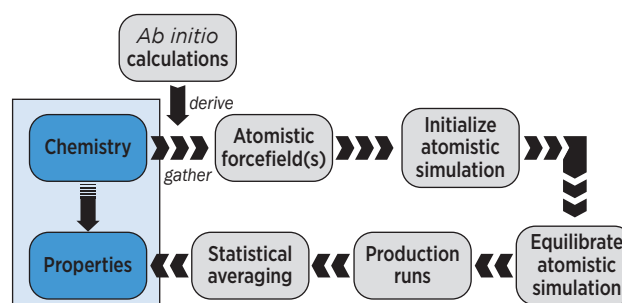 Ab initio
calculations
derive
Chemistry
gather
Atomistic
forcefield(s)
Initialize
atomistic
simulation
Properties
Statistical
averaging
Production
runs
Equilibrate
atomistic
simulation